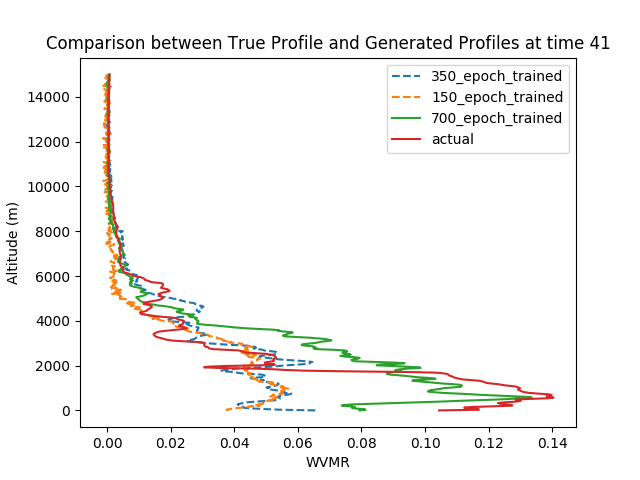 Comparison between True Profile and Generated Profiles at time 41
350_epoch_trained
150_epoch_trained
700_epoch_trained
actual
Altitude (m)
14000
12000
10000
8000
6000
4000
2000
0
0.00 0.02 0.04 0.06 0.08 0.10 0.12 0.14
WVMR